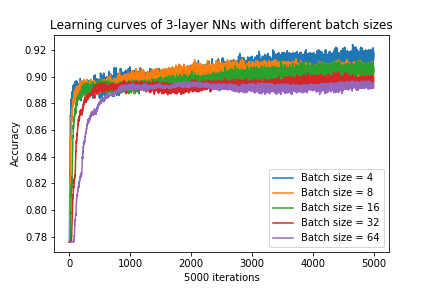 Learning curves of 3-layer NNs with different batch sizes
Accuracy
0.92
0.90
0.88
0.86
0.84
0.82
0.80
0.78
0
1000
2000
3000
4000
5000
5000 iterations
Batch size = 4
Batch size = 8
Batch size = 16
Batch size = 32
Batch size = 64